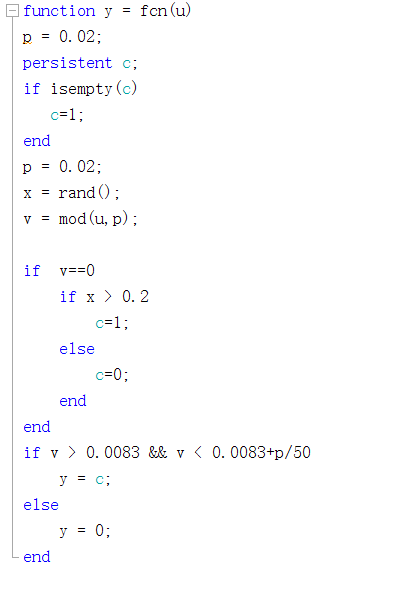 function y = fcn(u)
p = 0.02;
persistent c;
if isempty(c)
c=1;
end
p = 0.02;
x = rand();
v = mod(u,p);
if v==0
if x > 0.2
c=1;
else
c=0;
end
end
if v > 0.0083 && v < 0.0083+p/50
y = c;
else
y = 0;
end